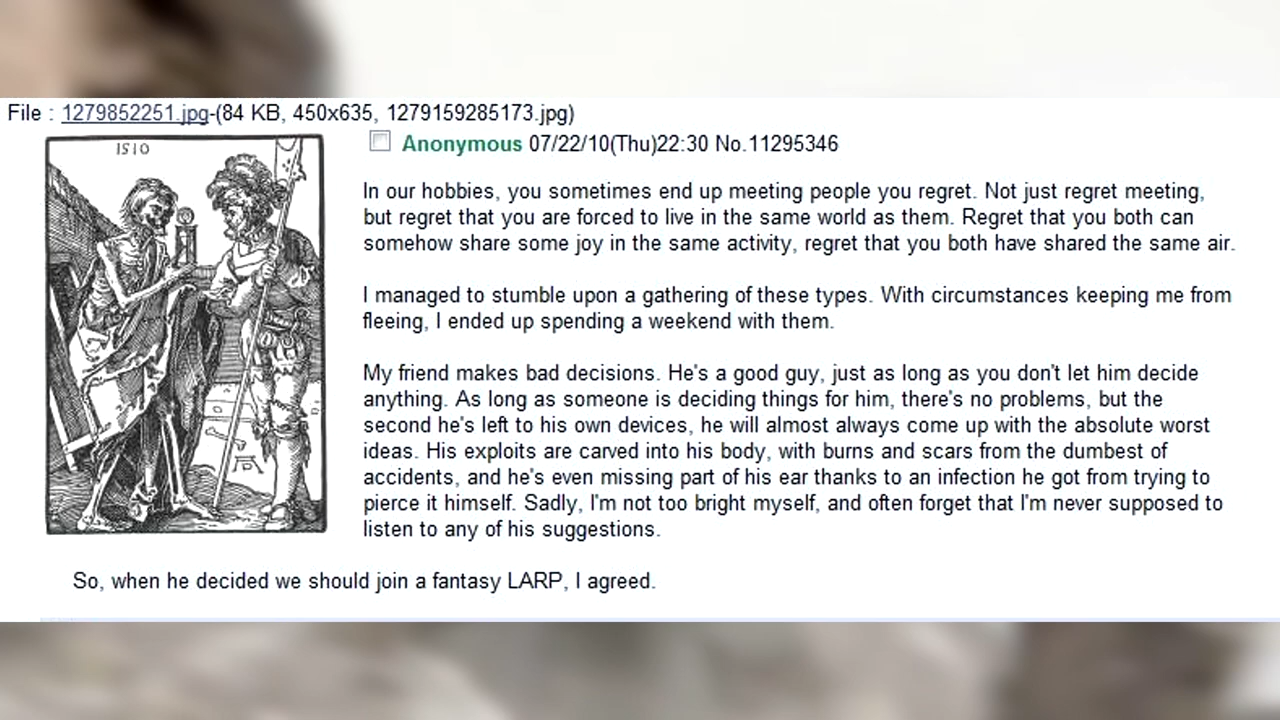 File : 1279852251.jpg-(84 KB, 450x635, 1279159285173.jpg)
1510
Anonymous 07/22/10(Thu)22:30 No.11295346
In our hobbies, you sometimes end up meeting people you regret. Not just regret meeting,
but regret that you are forced to live in the same world as them. Regret that you both can
somehow share some joy in the same activity, regret that you both have shared the same air.
I managed to stumble upon a gathering of these types. With circumstances keeping me from
fleeing, I ended up spending a weekend with them.
My friend makes bad decisions. He's a good guy, just as long as you don't let him decide
anything. As long as someone is deciding things for him, there's no problems, but the
second he's left to his own devices, he will almost always come up with the absolute worst
ideas. His exploits are carved into his body, with burns and scars from the dumbest of
accidents, and he's even missing part of his ear thanks to an infection he got from trying to
pierce it himself. Sadly, I'm not too bright myself, and often forget that I'm never supposed to
listen to any of his suggestions.
So, when he decided we should join a fantasy LARP, I agreed.